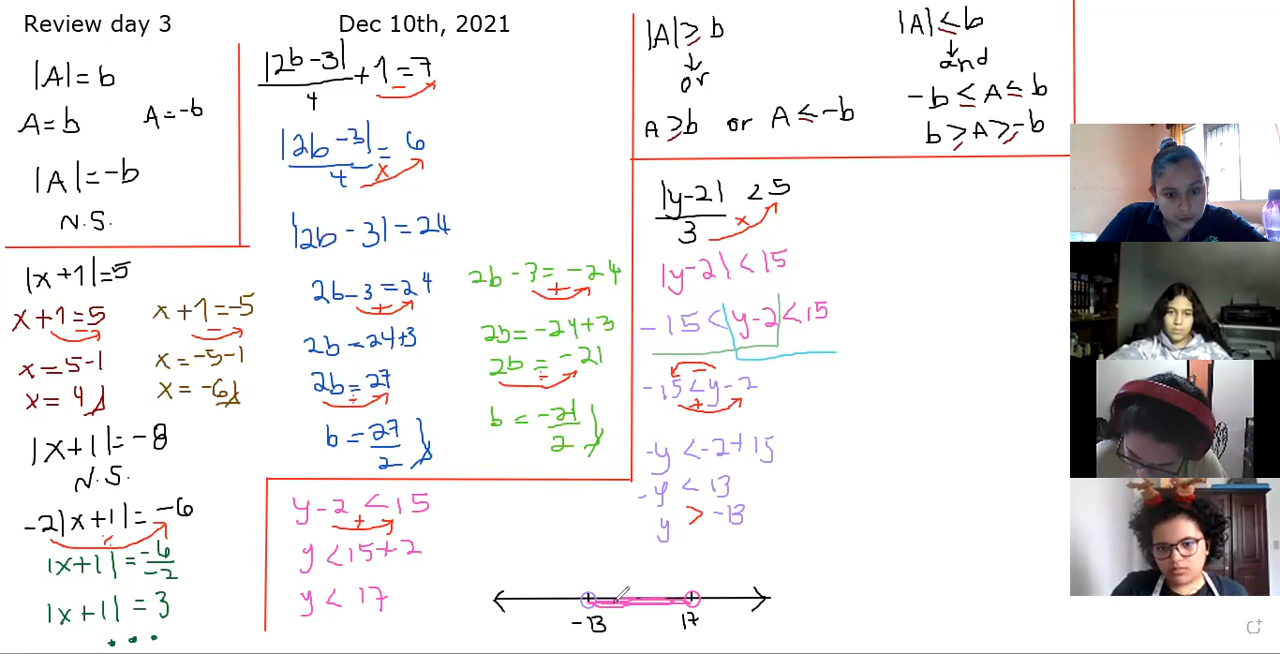 Review day 3
Dec 10th, 2021
|A| = b
A = b
A = -b
|A| = -b
N.S.
|x+1| = 5
x+1 = 5
x+1 = -5
x = 5-1
x = -5-1
x = 4
x = -6
|x+1| = -8
N.S.
-2|x+1| = -6
|x+1| = -6/-2
|x+1| = 3
...
|2b-3|/4 + 1 = 7
|2b-3|/4 = 6
x
|2b-3| = 24
2b-3 = 24
+
2b = 24+3
2b = 27
÷
b = 27/2
2b-3 = -24
+
2b = -24+3
2b = -21
÷
b = -21/2
y-2 < 15
+
y < 15+2
y < 17
|A| ≥ b
↓
or
A ≥ b or A ≤ -b
|A| ≤ b
↓
and
-b ≤ A ≤ b
b ≥ A ≥ -b
|y-2|/3 < 5
x
|y-2| < 15
-15 < y-2 < 15
-15 < y-2
+
-y < -2+15
-y < 13
y > -13
-13 17